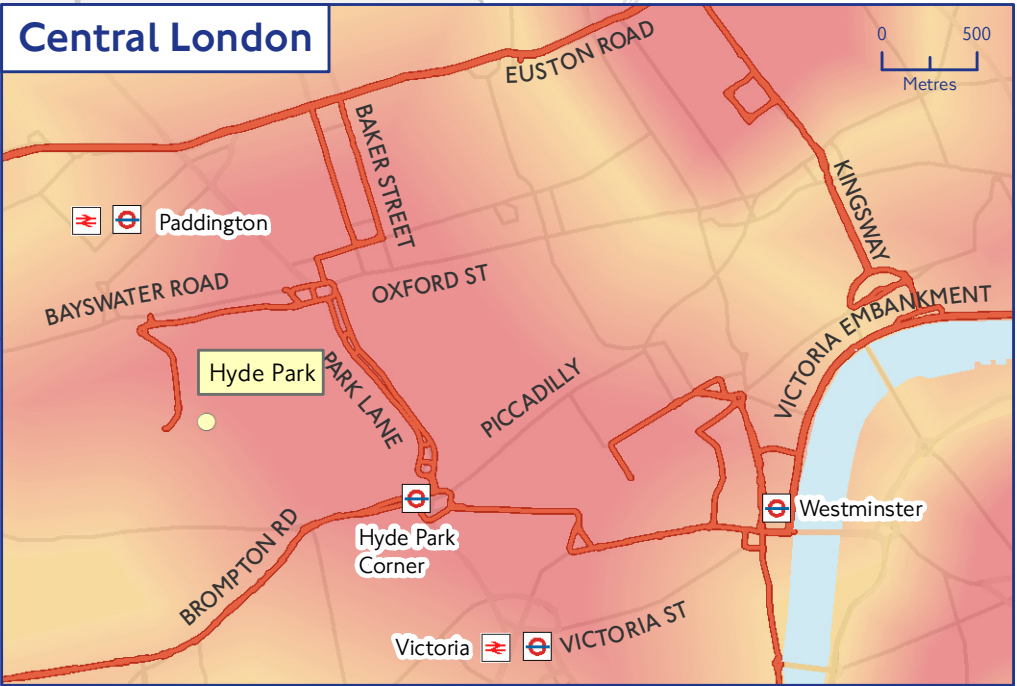 Central London
0 500
Metres
EUSTON ROAD
BAKER STREET
KINGSWAY
Paddington
BAYSWATER ROAD
OXFORD ST
VICTORIA EMBANKMENT
Hyde Park
PARK LANE
PICCADILLY
Westminster
Hyde Park
Corner
BROMPTON RD
Victoria
VICTORIA ST